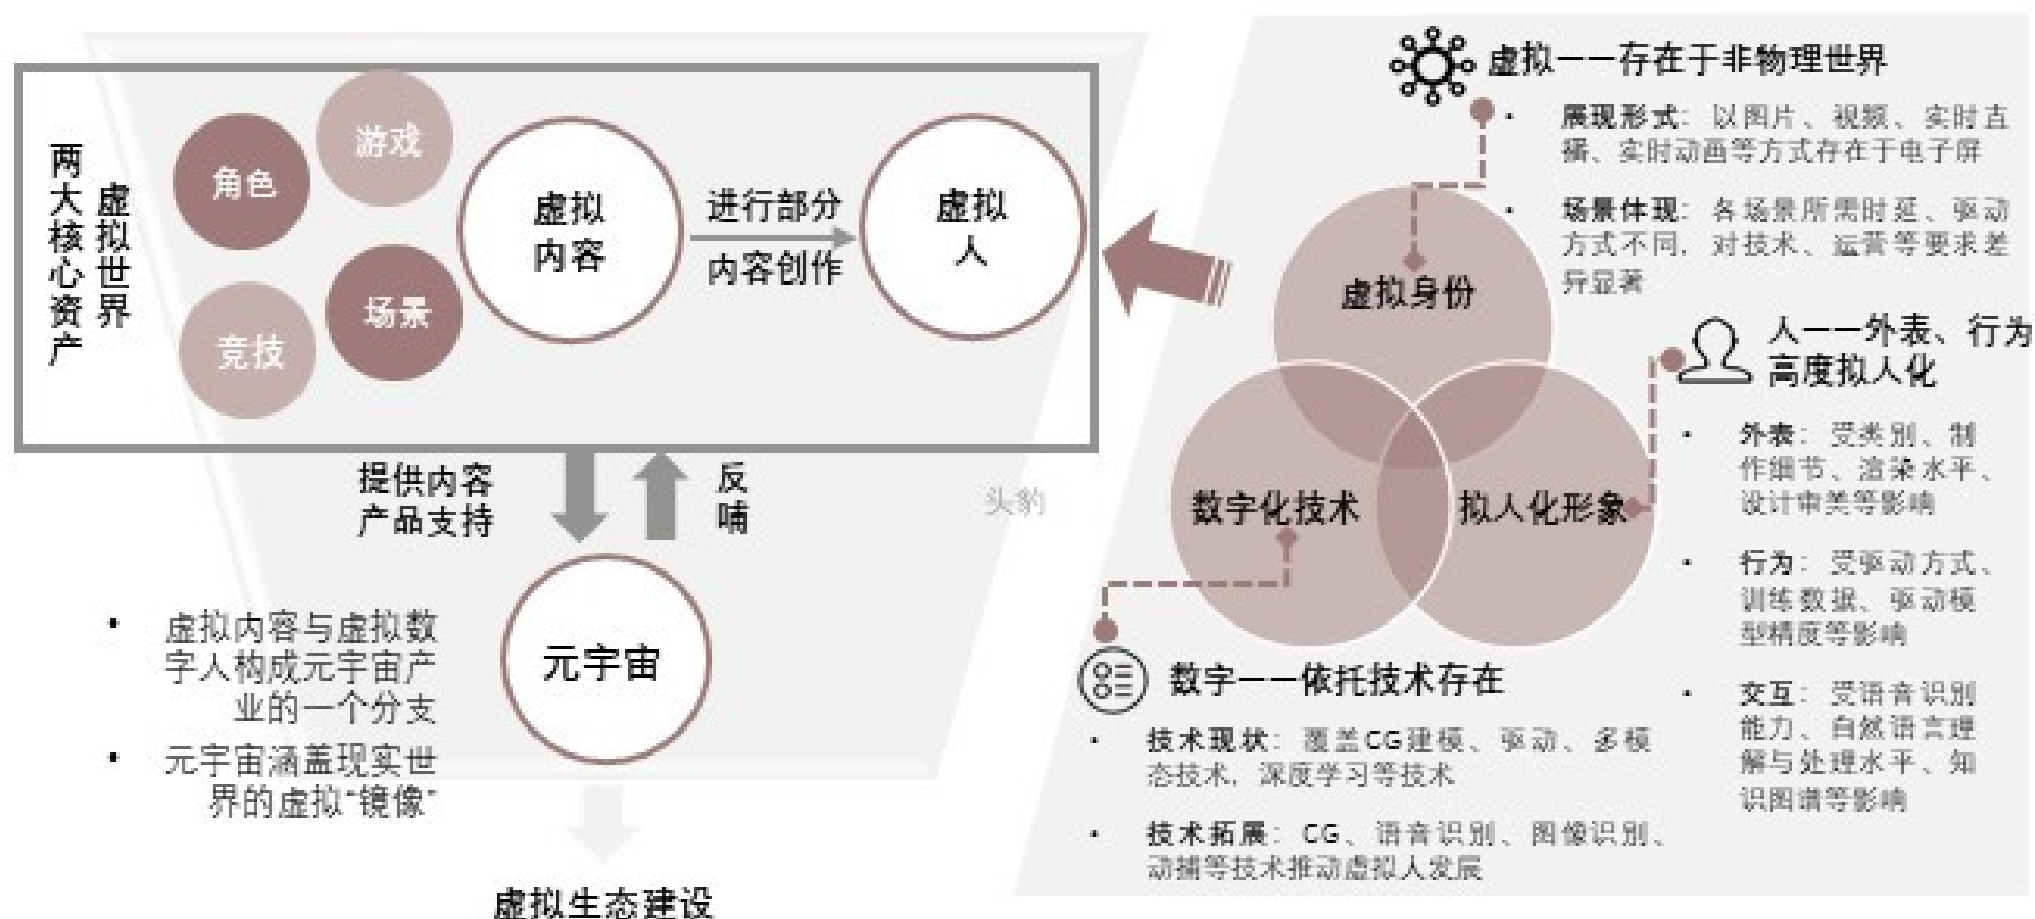 虚拟世界
两大核心资产
角色
游戏
竞技
场景
虚拟
内容
进行部分
内容创作
虚拟
人
提供内容
产品支持
反
哺
头豹
元宇宙
• 虚拟内容与虚拟数
字人构成元宇宙产
业的一个分支
• 元宇宙涵盖现实世
界的虚拟“镜像”
虚拟生态建设
虚拟——存在于非物理世界
• 展现形式：以图片、视频、实时直
播、实时动画等方式存在于电子屏
• 场景体现：各场景所需时延、驱动
方式不同，对技术、运营等要求差
异显著
虚拟身份
数字化技术
拟人化形象
人——外表、行为
高度拟人化
• 外表：受类别、制
作细节、渲染水平、
设计审美等影响
• 行为：受驱动方式、
训练数据、驱动模
型精度等影响
• 交互：受语音识别
能力、自然语言理
解与处理水平、知
识图谱等影响
数字——依托技术存在
• 技术现状：覆盖CG建模、驱动、多模
态技术，深度学习等技术
• 技术拓展：CG、语音识别、图像识别、
动捕等技术推动虚拟人发展